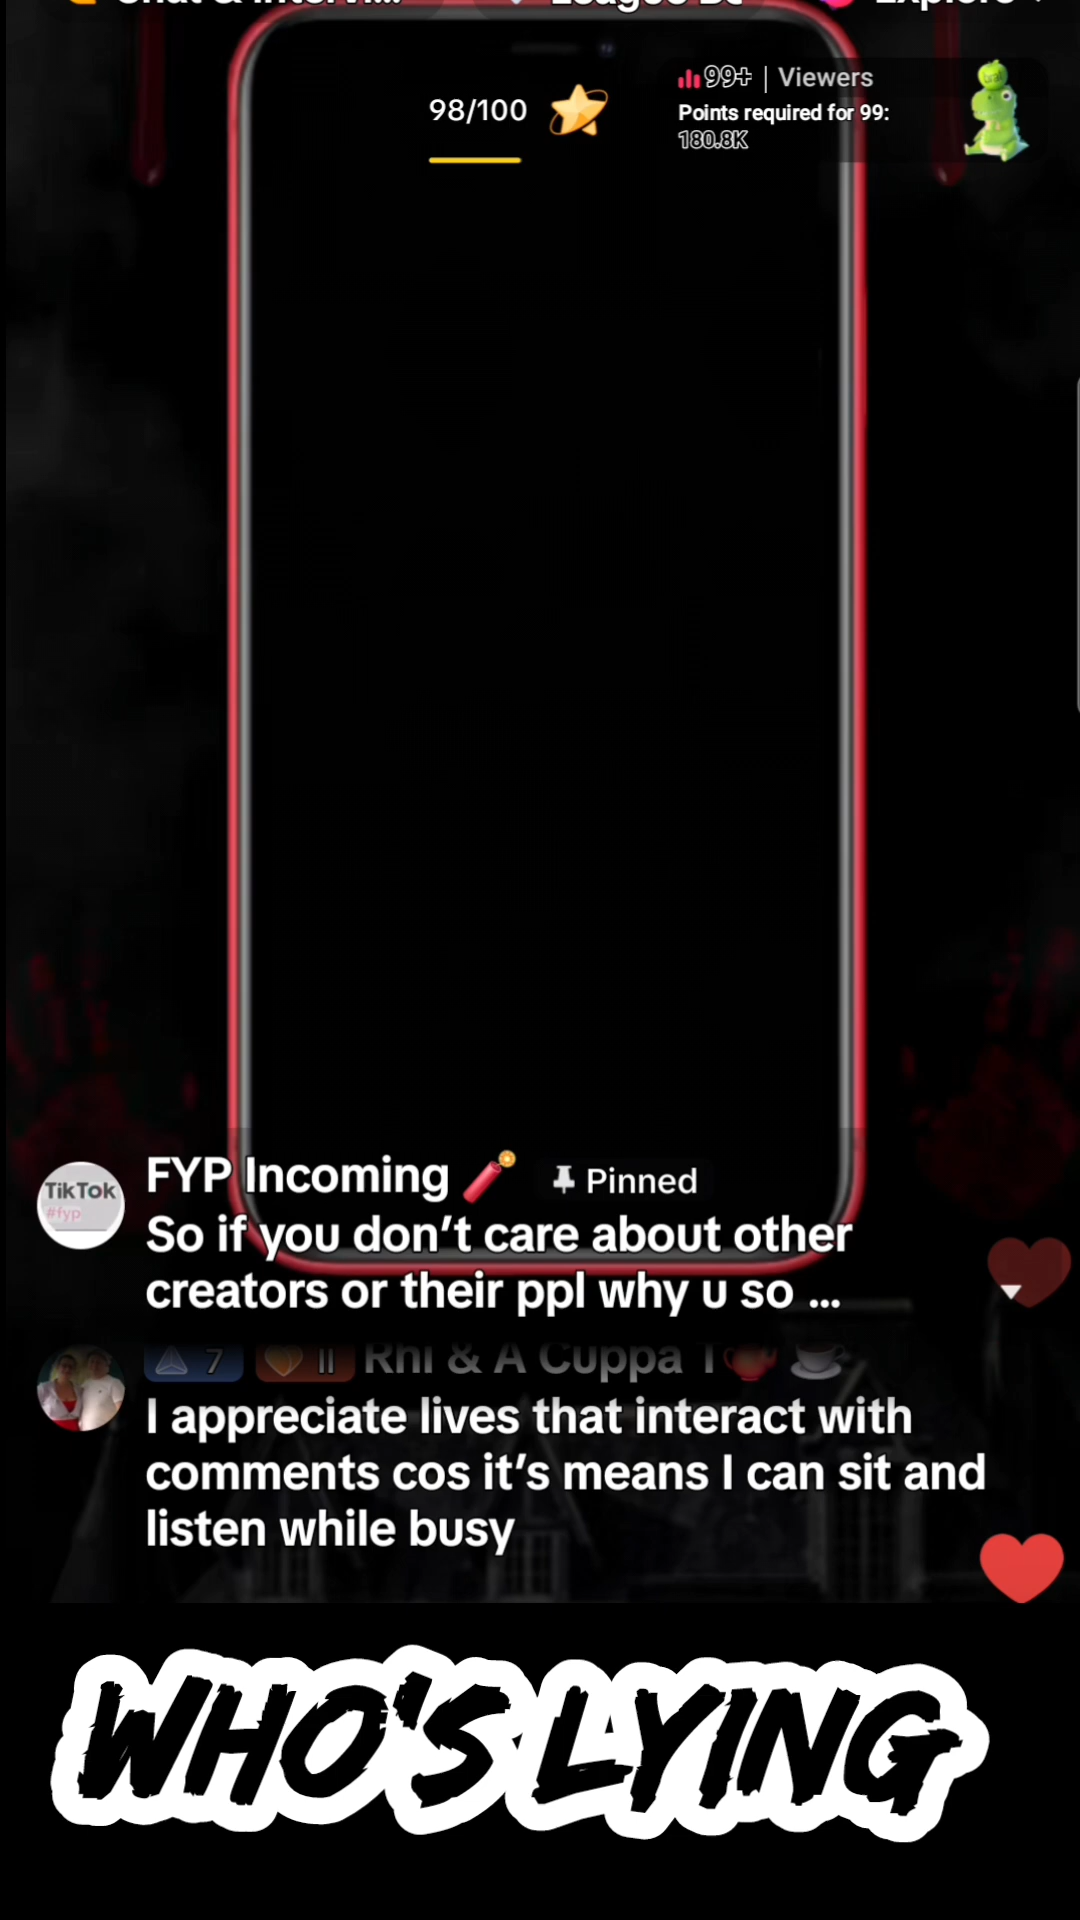 98/100
99+ | Viewers
Points required for 99:
180.8K
TikTok
#fyp
FYP Incoming
Pinned
So if you don’t care about other
creators or their ppl why u so ...
7 II Rhi & A Cuppa T
I appreciate lives that interact with
comments cos it’s means I can sit and
listen while busy
WHO'S LYING